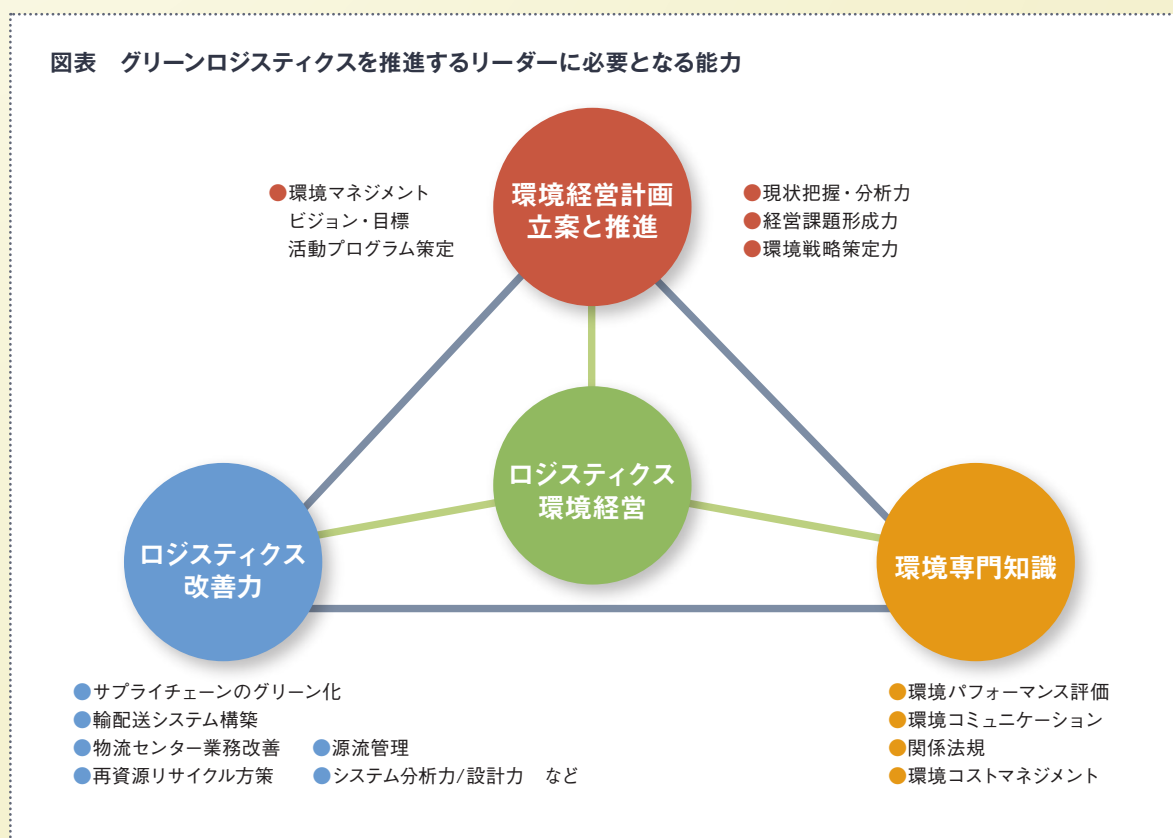 図表　グリーンロジスティクスを推進するリーダーに必要となる能力
●環境マネジメント
ビジョン・目標
活動プログラム策定
環境経営計画
立案と推進
●現状把握・分析力
●経営課題形成力
●環境戦略策定力
ロジスティクス
環境経営
ロジスティクス
改善力
環境専門知識
●サプライチェーンのグリーン化
●輸配送システム構築
●物流センター業務改善　●源流管理
●再資源リサイクル方策　●システム分析力/設計力　など
●環境パフォーマンス評価
●環境コミュニケーション
●関係法規
●環境コストマネジメント